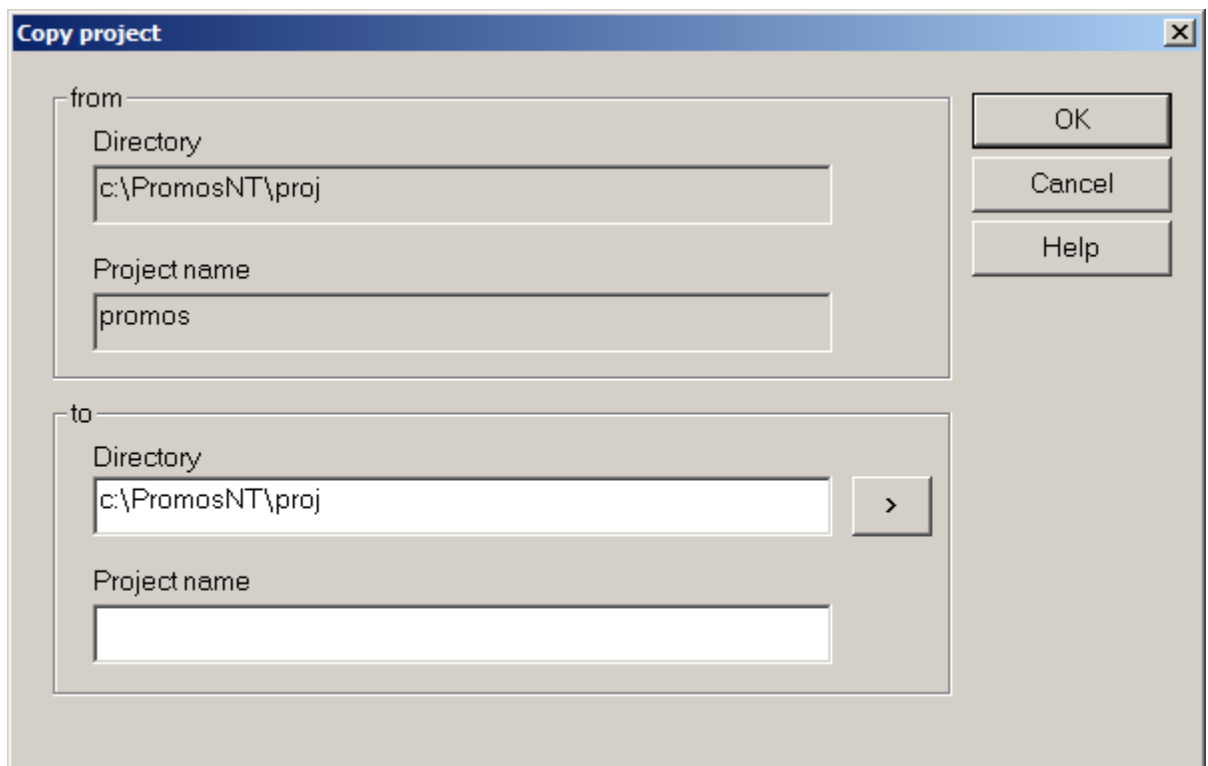 Copy project
from
Directory
c:\PromosNT\proj
Project name
promos
OK
Cancel
Help
to
Directory
c:\PromosNT\proj
>
Project name